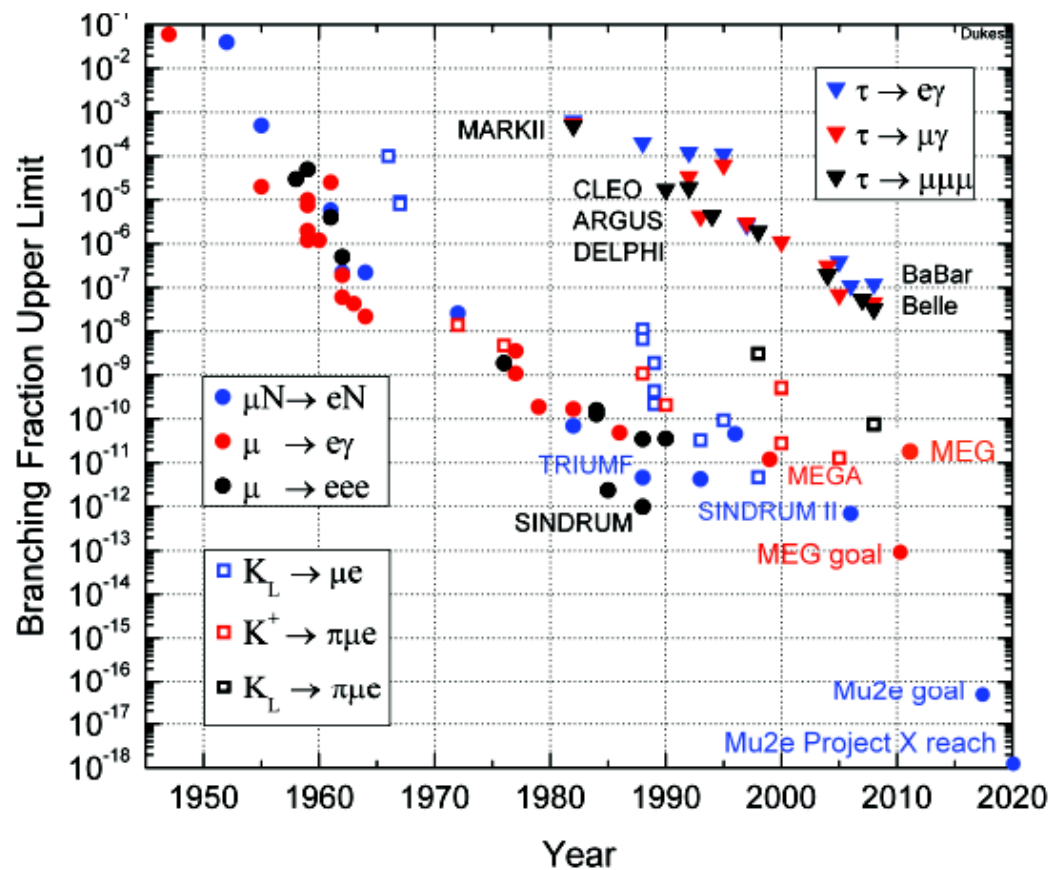 Branching Fraction Upper Limit
10⁻¹
10⁻²
10⁻³
10⁻⁴
10⁻⁵
10⁻⁶
10⁻⁷
10⁻⁸
10⁻⁹
10⁻¹⁰
10⁻¹¹
10⁻¹²
10⁻¹³
10⁻¹⁴
10⁻¹⁵
10⁻¹⁶
10⁻¹⁷
10⁻¹⁸
Dukes
τ → eγ
τ → μγ
τ → μμμ
MARKII
CLEO
ARGUS
DELPHI
BaBar
Belle
μN → eN
μ → eγ
μ → eee
TRIUMF
SINDRUM
MEGA
MEG
SINDRUM II
MEG goal
K_L → μe
K⁺ → πμe
K_L → πμe
Mu2e goal
Mu2e Project X reach
1950 1960 1970 1980 1990 2000 2010 2020
Year